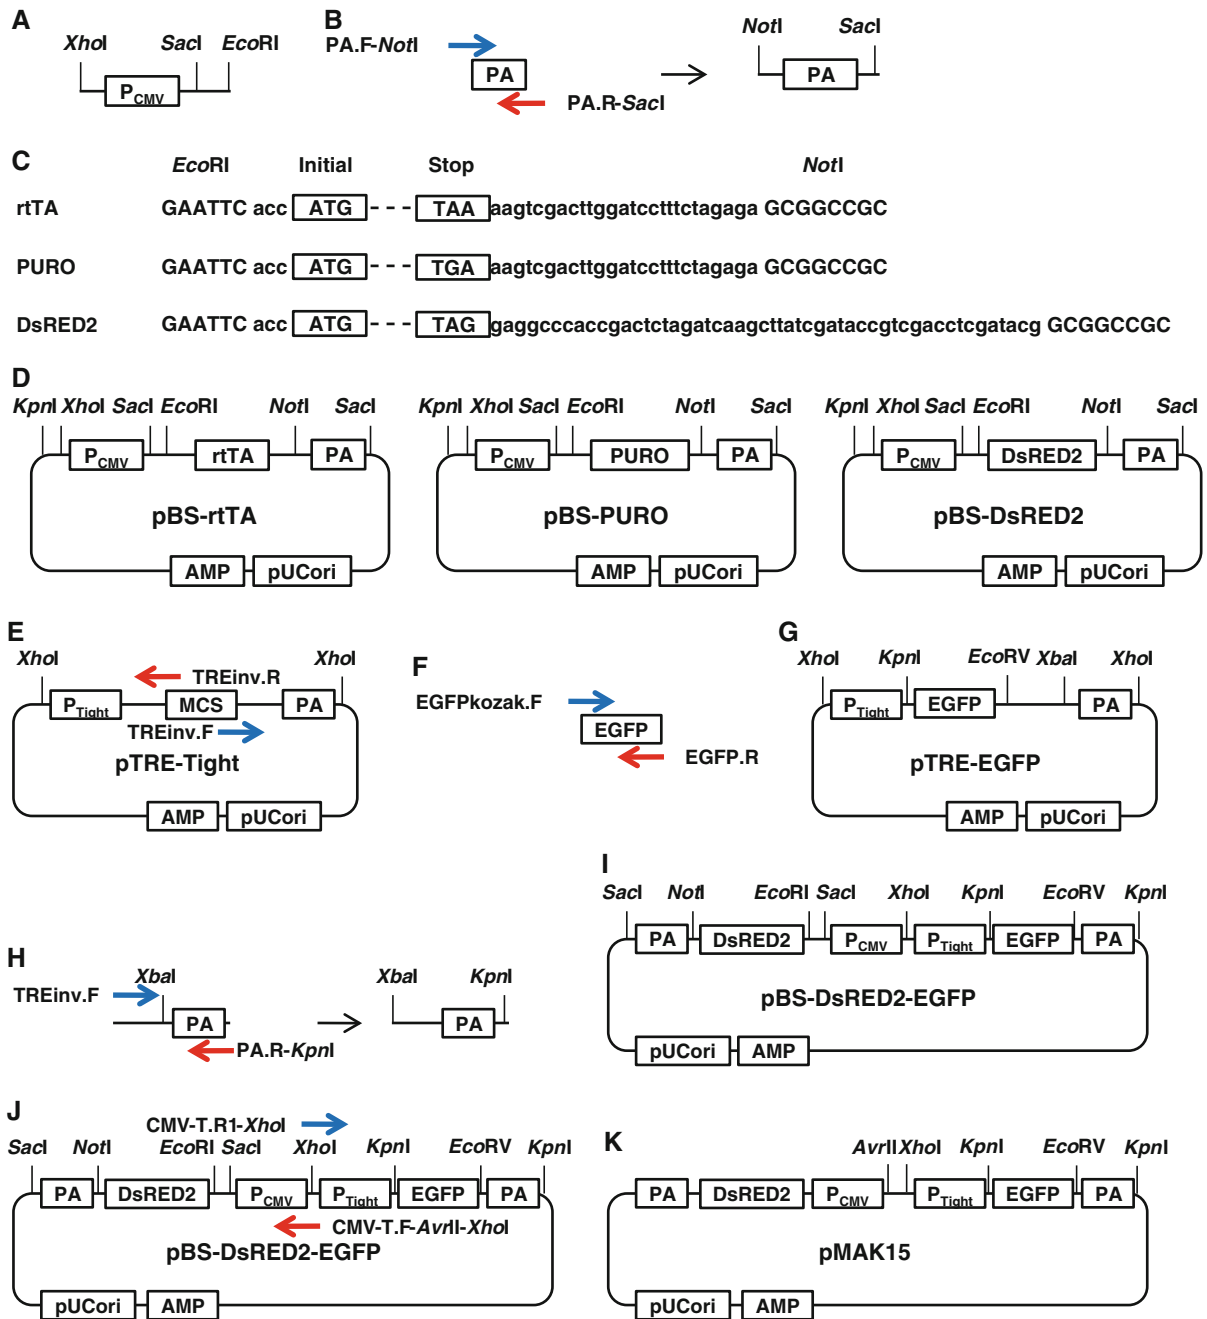 A
XhoI SacI EcoRI
PCMV
B
PA.F-NotI
PA
PA.R-SacI
NotI SacI
PA
C
EcoRI Initial Stop NotI
rtTA GAATTC acc ATG - - - TAA aagtcgacttggatcctttctagaga GCGGCCGC
PURO GAATTC acc ATG - - - TGA aagtcgacttggatcctttctagaga GCGGCCGC
DsRED2 GAATTC acc ATG - - - TAG gaggcccaccgactctagatcaagcttatcgataccgtcgacctcgatacg GCGGCCGC
D
KpnI XhoI SacI EcoRI NotI SacI
PCMV rtTA PA
pBS-rtTA
AMP pUCori
KpnI XhoI SacI EcoRI NotI SacI
PCMV PURO PA
pBS-PURO
AMP pUCori
KpnI XhoI SacI EcoRI NotI SacI
PCMV DsRED2 PA
pBS-DsRED2
AMP pUCori
E
XhoI XhoI
TREinv.R
PTight MCS PA
TREinv.F
pTRE-Tight
AMP pUCori
F
EGFPkozak.F
EGFP
EGFP.R
G
XhoI KpnI EcoRV XbaI XhoI
PTight EGFP PA
pTRE-EGFP
AMP pUCori
H
XbaI
TREinv.F
PA
PA.R-KpnI
XbaI KpnI
PA
I
SacI NotI EcoRI SacI XhoI KpnI EcoRV KpnI
PA DsRED2 PCMV PTight EGFP PA
pBS-DsRED2-EGFP
pUCori AMP
J
CMV-T.R1-XhoI
SacI NotI EcoRI SacI XhoI KpnI EcoRV KpnI
PA DsRED2 PCMV PTight EGFP PA
CMV-T.F-AvrII-XhoI
pBS-DsRED2-EGFP
pUCori AMP
K
AvrII XhoI KpnI EcoRV KpnI
PA DsRED2 PCMV PTight EGFP PA
pMAK15
pUCori AMP